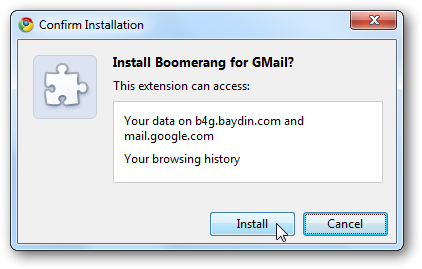 Confirm Installation
Install Boomerang for GMail?
This extension can access:
Your data on b4g.baydin.com and
mail.google.com
Your browsing history
Install
Cancel